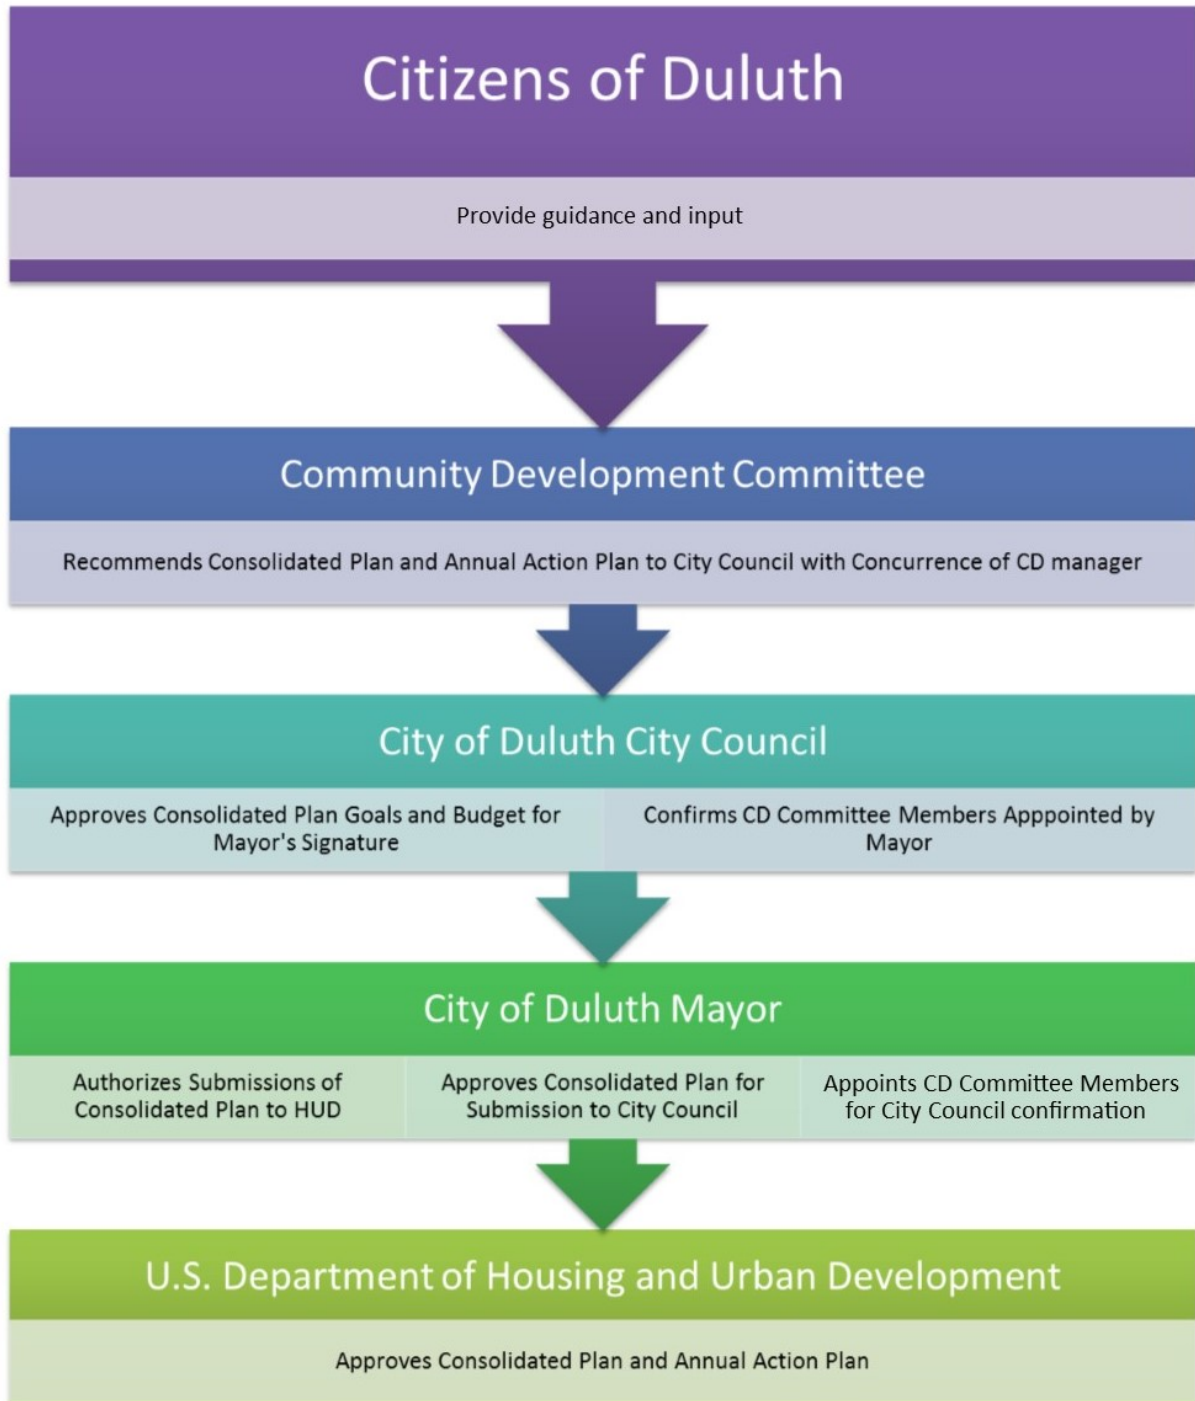 Citizens of Duluth
Provide guidance and input
Community Development Committee
Recommends Consolidated Plan and Annual Action Plan to City Council with Concurrence of CD manager
City of Duluth City Council
Approves Consolidated Plan Goals and Budget for
Mayor's Signature
Confirms CD Committee Members Apppointed by
Mayor
City of Duluth Mayor
Authorizes Submissions of
Consolidated Plan to HUD
Approves Consolidated Plan for
Submission to City Council
Appoints CD Committee Members
for City Council confirmation
U.S. Department of Housing and Urban Development
Approves Consolidated Plan and Annual Action Plan